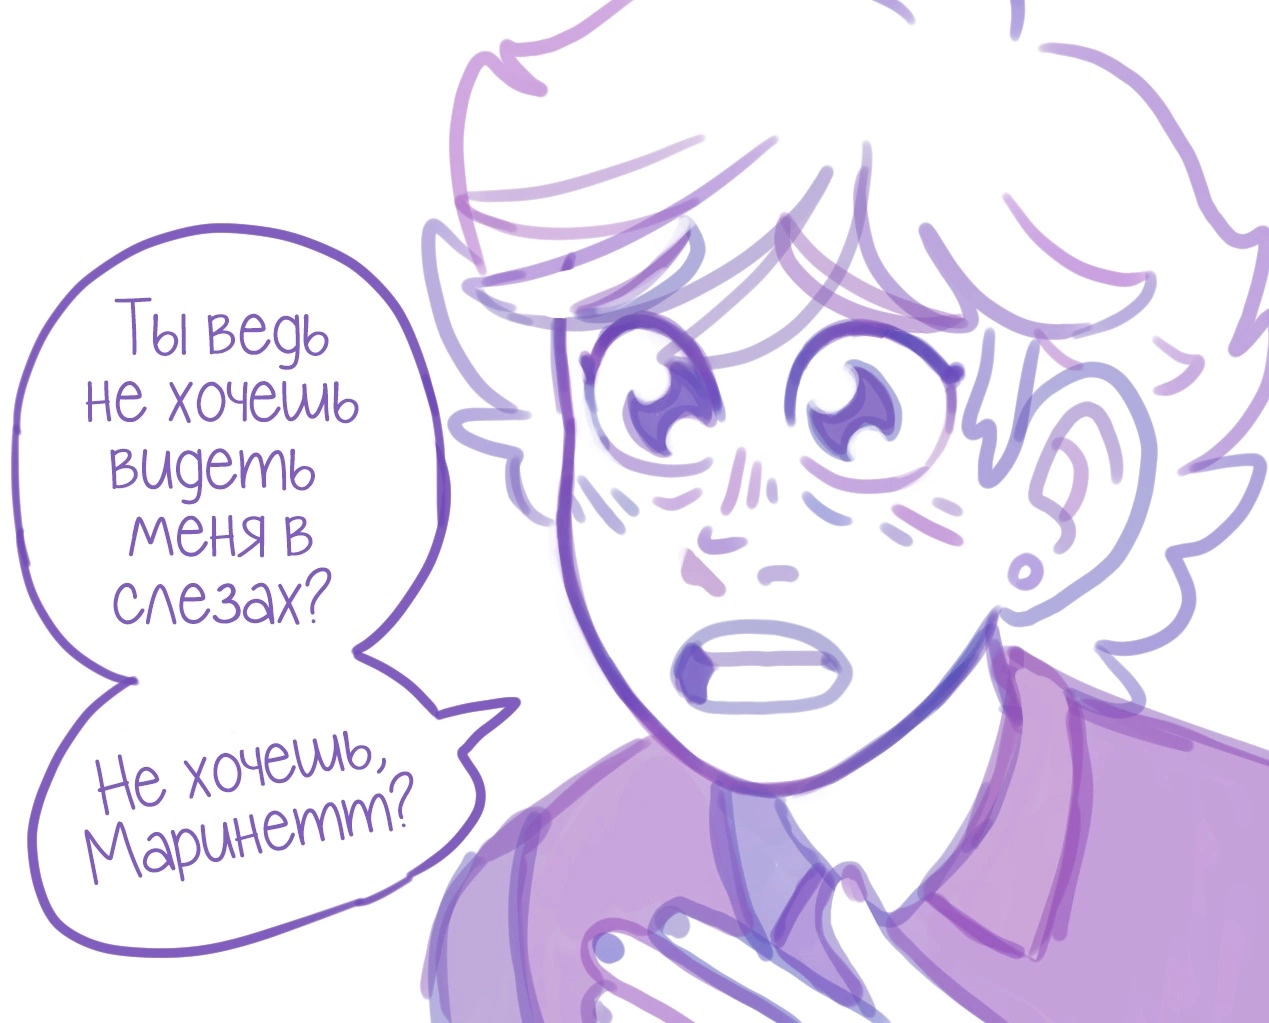 Ты ведь
не хочешь
видеть
меня в
слезах?
Не хочешь,
Маринетт?